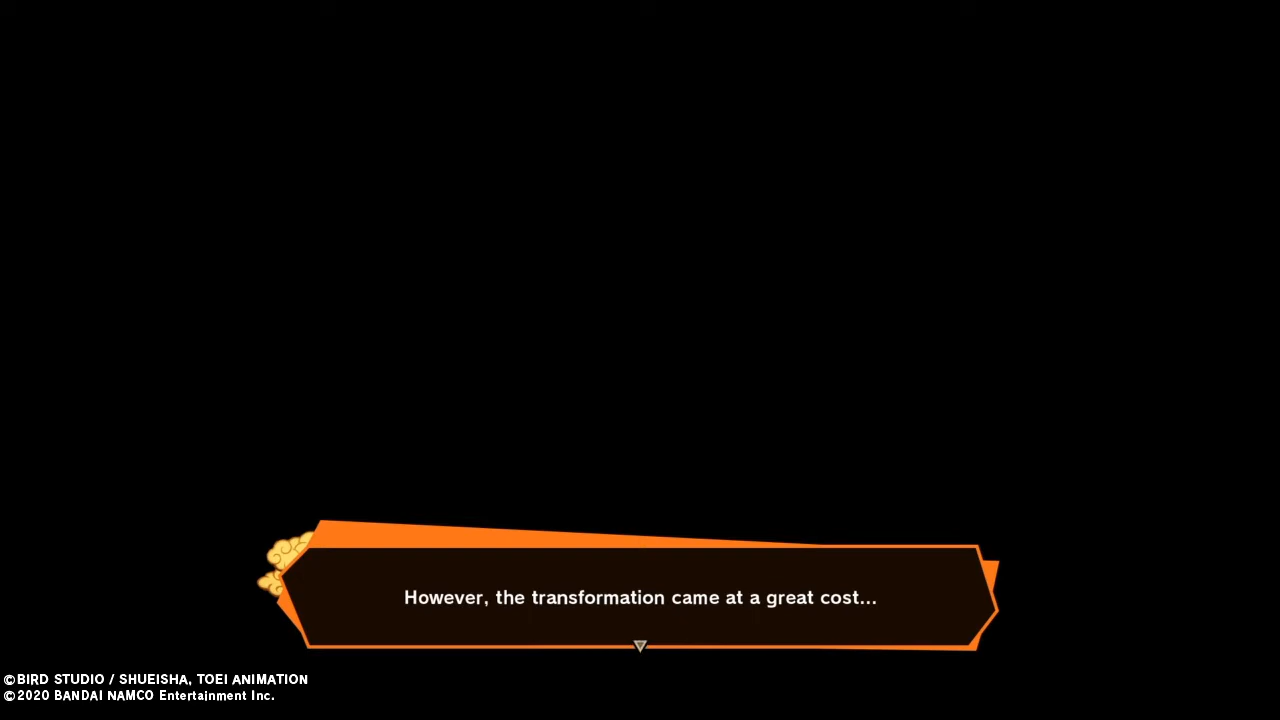 However, the transformation came at a great cost...
©BIRD STUDIO / SHUEISHA, TOEI ANIMATION
©2020 BANDAI NAMCO Entertainment Inc.